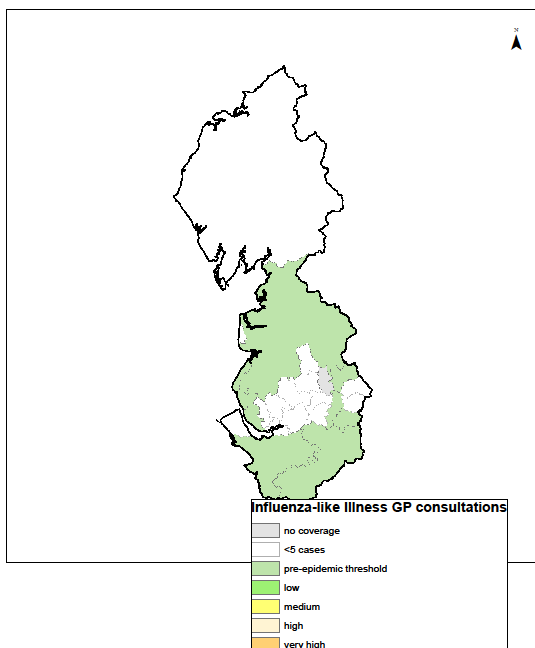 N
Influenza-like Illness GP consultations
no coverage
<5 cases
pre-epidemic threshold
low
medium
high
very high